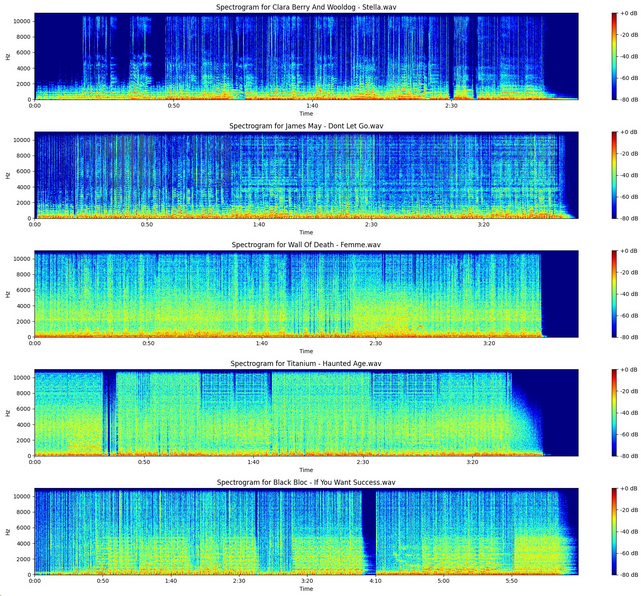 Spectrogram for Clara Berry And Wooldog - Stella.wav
10000
8000
6000
4000
2000
0
Hz
0:00 0:50 1:40 2:30
Time
+0 dB
-20 dB
-40 dB
-60 dB
-80 dB
Spectrogram for James May - Dont Let Go.wav
10000
8000
6000
4000
2000
0
Hz
0:00 0:50 1:40 2:30 3:20
Time
+0 dB
-20 dB
-40 dB
-60 dB
-80 dB
Spectrogram for Wall Of Death - Femme.wav
10000
8000
6000
4000
2000
0
Hz
0:00 0:50 1:40 2:30 3:20
Time
+0 dB
-20 dB
-40 dB
-60 dB
-80 dB
Spectrogram for Titanium - Haunted Age.wav
10000
8000
6000
4000
2000
0
Hz
0:00 0:50 1:40 2:30 3:20
Time
+0 dB
-20 dB
-40 dB
-60 dB
-80 dB
Spectrogram for Black Bloc - If You Want Success.wav
10000
8000
6000
4000
2000
0
Hz
0:00 0:50 1:40 2:30 3:20 4:10 5:00 5:50
Time
+0 dB
-20 dB
-40 dB
-60 dB
-80 dB